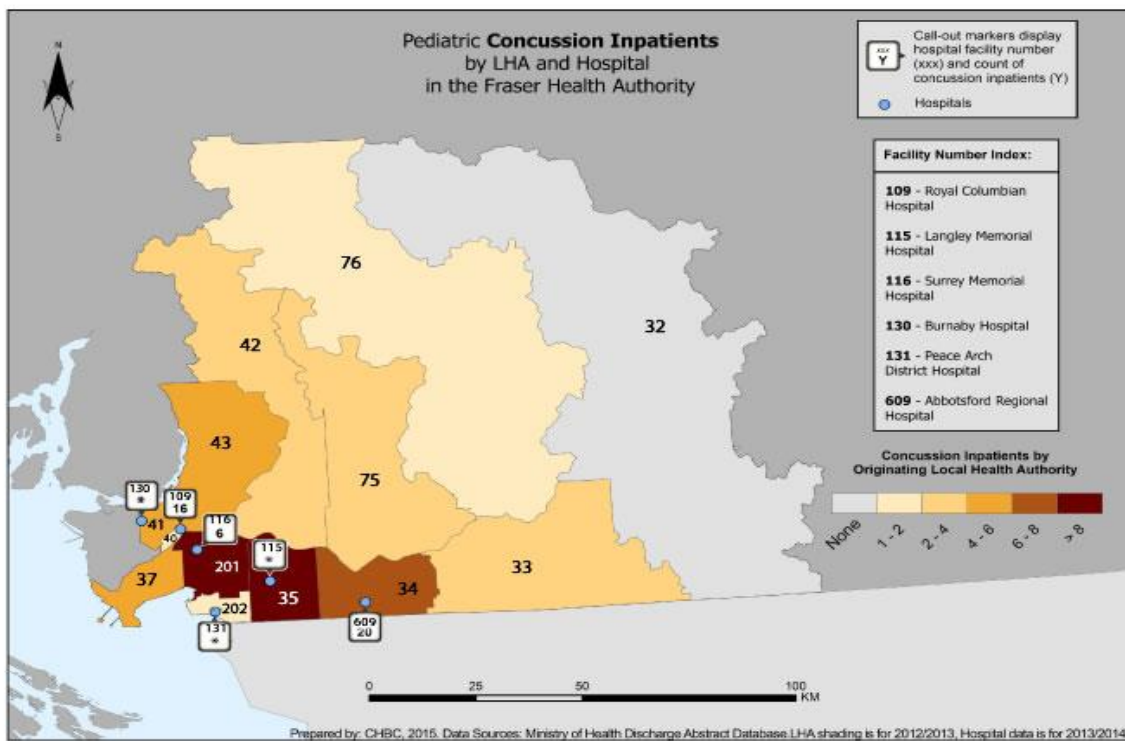 Pediatric Concussion Inpatients
by LHA and Hospital
in the Fraser Health Authority
N
S
xxx
Y
Call-out markers display
hospital facility number
(xxx) and count of
concussion inpatients (Y)
Hospitals
Facility Number Index:
109 - Royal Columbian
Hospital
115 - Langley Memorial
Hospital
116 - Surrey Memorial
Hospital
130 - Burnaby Hospital
131 - Peace Arch
District Hospital
609 - Abbotsford Regional
Hospital
Concussion Inpatients by
Originating Local Health Authority
None
1 - 2
2 - 4
4 - 6
6 - 8
> 8
76
32
42
43
75
130
*
109
16
41
40
116
6
115
*
33
37
201
35
34
202
131
*
609
20
0
25
50
100
KM
Prepared by: CHBC, 2015. Data Sources: Ministry of Health Discharge Abstract Database.LHA shading is for 2012/2013, Hospital data is for 2013/2014